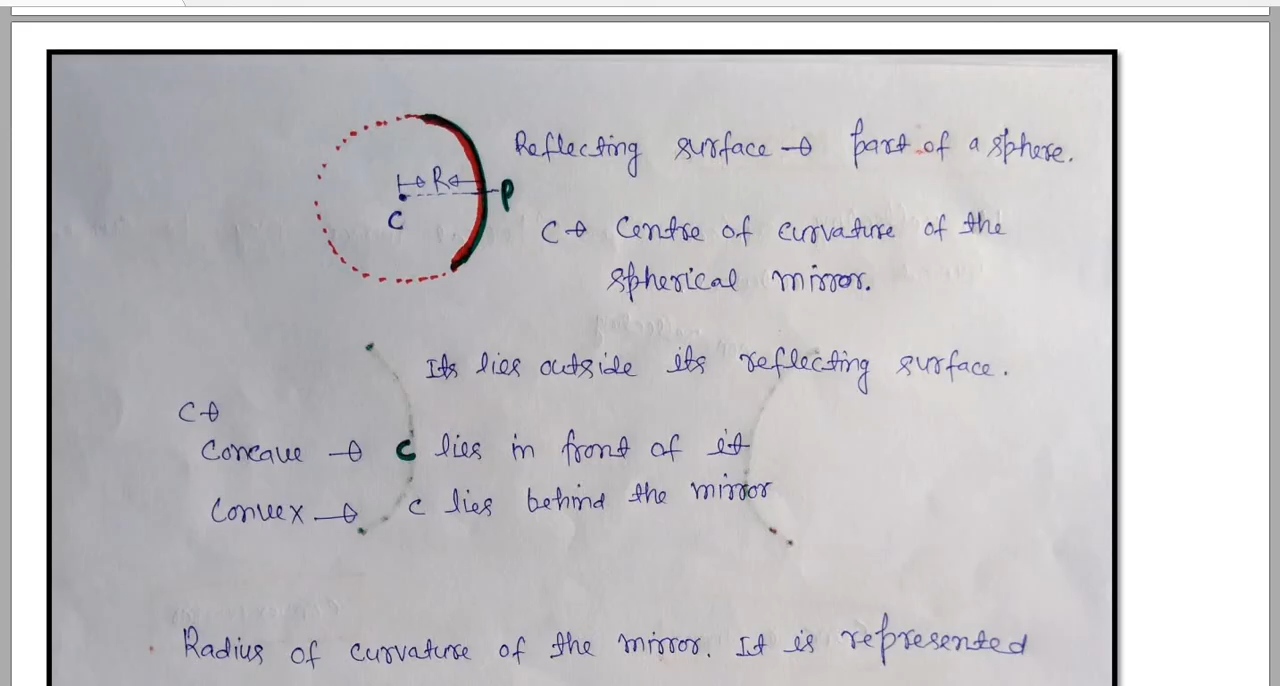 Reflecting surface → part of a sphere.
R
P
C
C → Centre of curvature of the
spherical mirror.
Its lies outside its reflecting surface.
C →
Concave → C lies in front of it
Convex → C lies behind the mirror
Radius of curvature of the mirror. It is represented